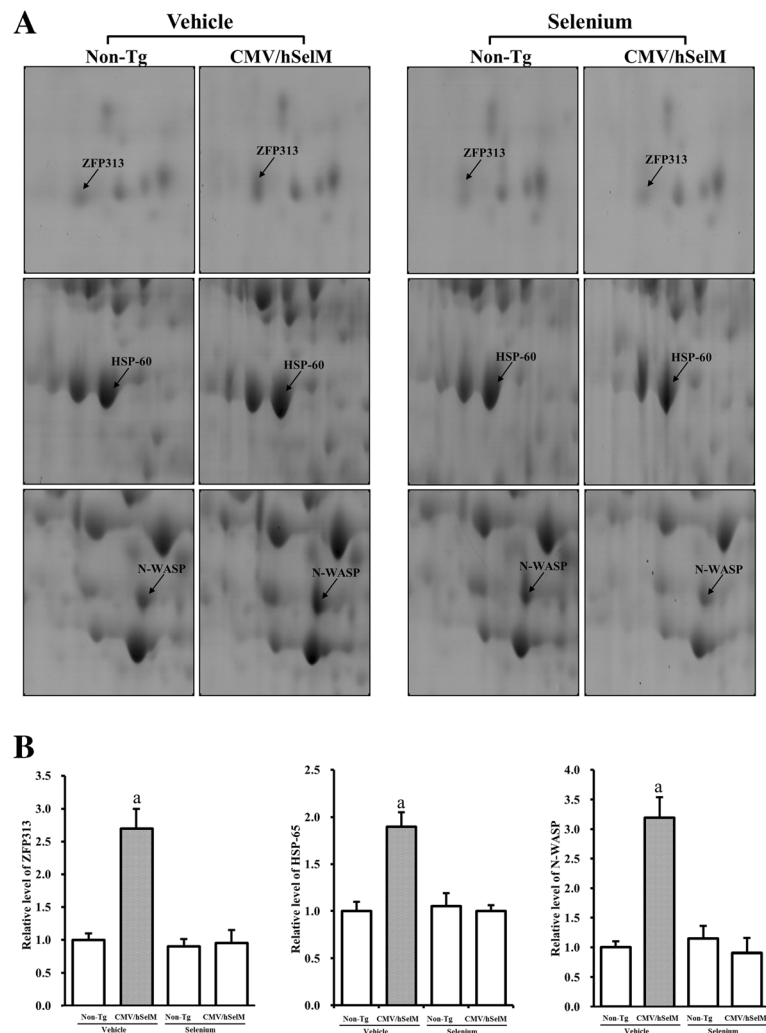 A
Vehicle
Selenium
Non-Tg
CMV/hSelM
Non-Tg
CMV/hSelM
ZFP313
ZFP313
ZFP313
ZFP313
HSP-60
HSP-60
HSP-60
HSP-60
N-WASP
N-WASP
N-WASP
N-WASP
B
Relative level of ZFP313
3.5
3.0
2.5
2.0
1.5
1.0
0.5
0.0
a
Non-Tg CMV/hSelM Non-Tg CMV/hSelM
Vehicle Selenium
Relative level of HSP-65
2.5
2.0
1.5
1.0
0.5
0.0
a
Non-Tg CMV/hSelM Non-Tg CMV/hSelM
Vehicle Selenium
Relative level of N-WASP
4.0
3.5
3.0
2.5
2.0
1.5
1.0
0.5
0.0
a
Non-Tg CMV/hSelM Non-Tg CMV/hSelM
Vehicle Selenium